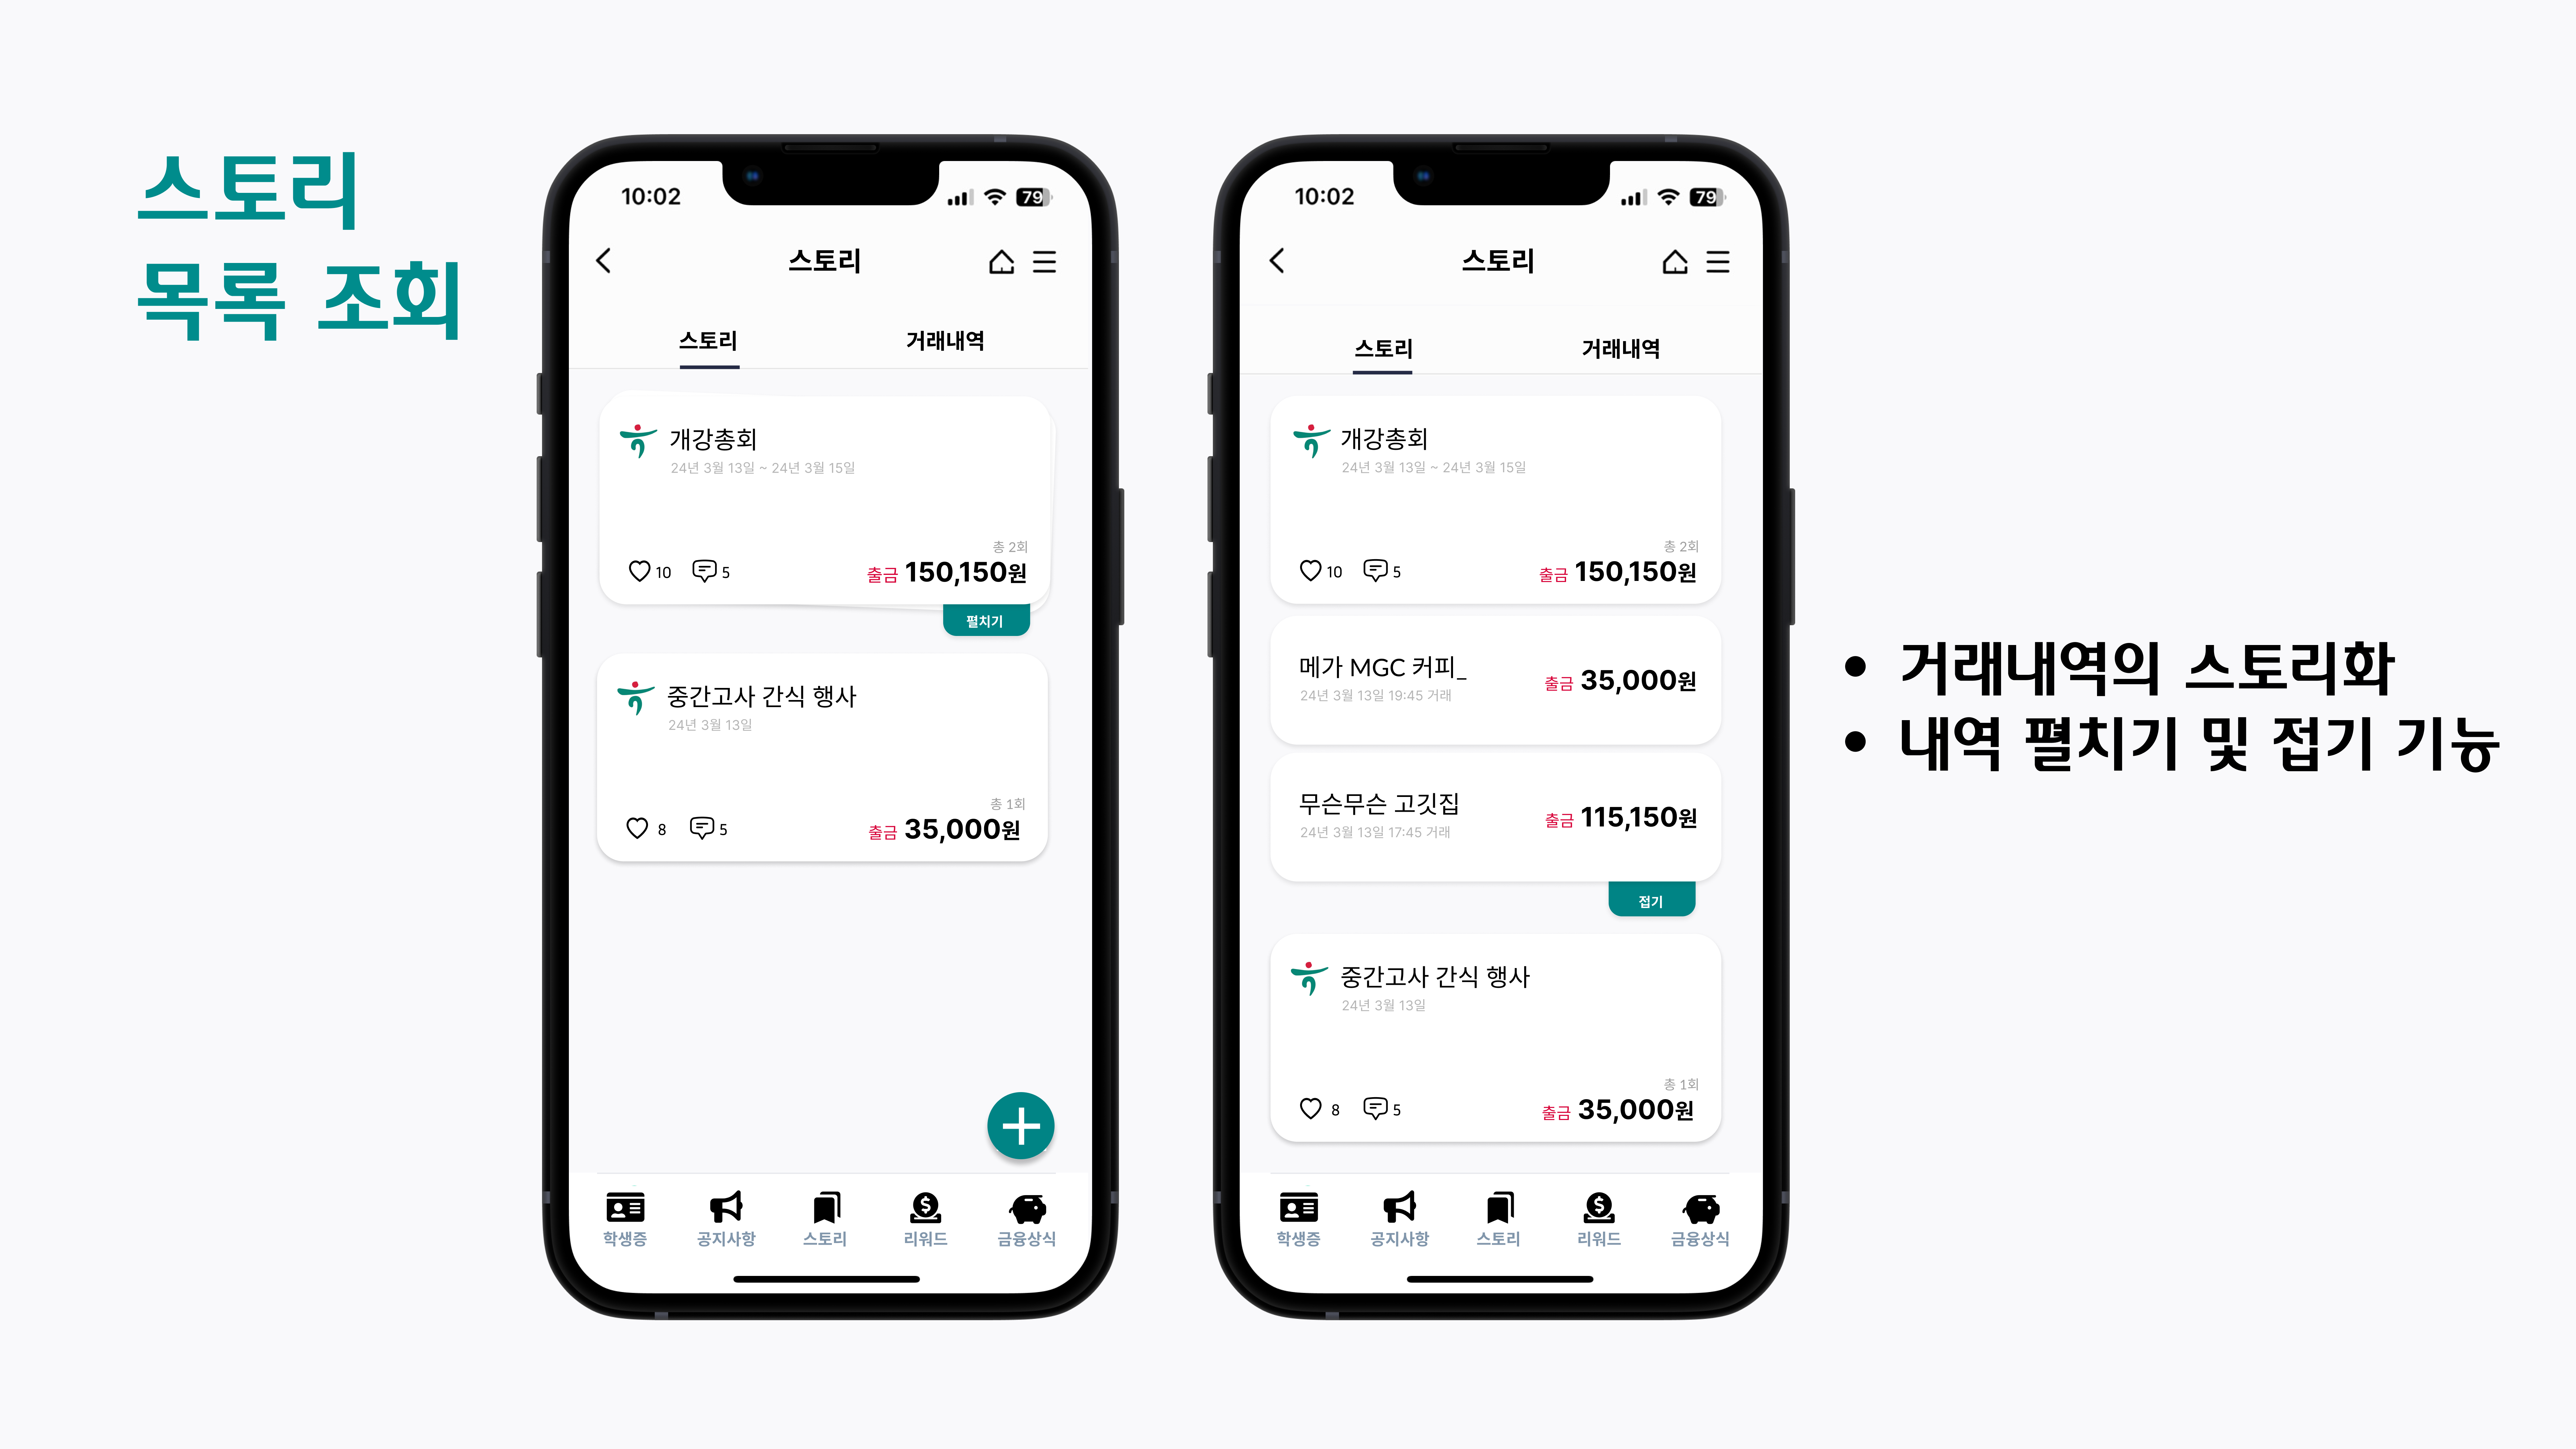 스토리
목록 조회
10:02
79
스토리
스토리 거래내역
개강총회
24년 3월 13일 ~ 24년 3월 15일
총 2회
10 5 출금 150,150원
펼치기
중간고사 간식 행사
24년 3월 13일
총 1회
8 5 출금 35,000원
학생증 공지사항 스토리 리워드 금융상식
10:02
79
스토리
스토리 거래내역
개강총회
24년 3월 13일 ~ 24년 3월 15일
총 2회
10 5 출금 150,150원
메가 MGC 커피_
24년 3월 13일 19:45 거래
출금 35,000원
무슨무슨 고깃집
24년 3월 13일 17:45 거래
출금 115,150원
접기
중간고사 간식 행사
24년 3월 13일
총 1회
8 5 출금 35,000원
학생증 공지사항 스토리 리워드 금융상식
• 거래내역의 스토리화
• 내역 펼치기 및 접기 기능